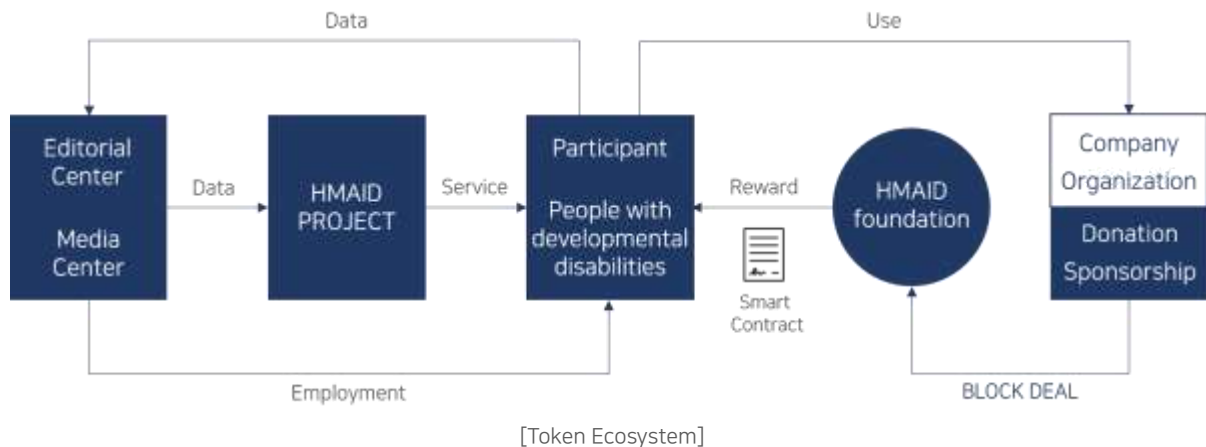 Data
Use
Editorial
Center
Media
Center
Data
HMAID
PROJECT
Service
Participant
People with
developmental
disabilities
Reward
Smart
Contract
HMAID
foundation
Company
Organization
Donation
Sponsorship
Employment
BLOCK DEAL
[Token Ecosystem]